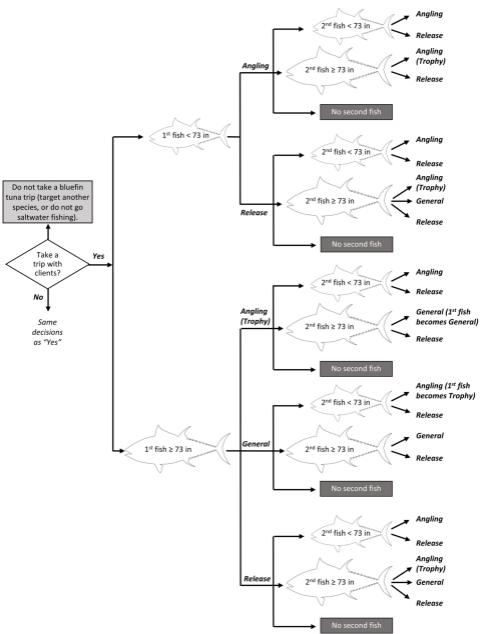 Do not take a bluefin
tuna trip (target another
species, or do not go
saltwater fishing).
Take a
trip with
clients?
Yes
No
Same
decisions
as "Yes"
1st fish < 73 in
Angling
2nd fish < 73 in
Angling
Release
2nd fish ≥ 73 in
Angling
(Trophy)
Release
No second fish
Release
2nd fish < 73 in
Angling
Release
2nd fish ≥ 73 in
Angling
(Trophy)
General
Release
No second fish
1st fish ≥ 73 in
Angling
(Trophy)
2nd fish < 73 in
Angling
Release
2nd fish ≥ 73 in
General (1st fish
becomes General)
Release
No second fish
General
2nd fish < 73 in
Angling (1st fish
becomes Trophy)
Release
2nd fish ≥ 73 in
General
Release
No second fish
Release
2nd fish < 73 in
Angling
Release
2nd fish ≥ 73 in
Angling
(Trophy)
General
Release
No second fish